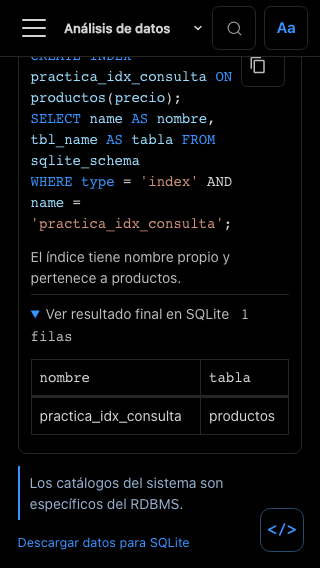 Análisis de datos
Aa
CREATE INDEX
practica_idx_consulta ON
productos(precio);
SELECT name AS nombre,
tbl_name AS tabla FROM
sqlite_schema
WHERE type = 'index' AND
name =
'practica_idx_consulta';
El índice tiene nombre propio y
pertenece a productos.
Ver resultado final en SQLite 1
filas
nombre tabla
practica_idx_consulta productos
Los catálogos del sistema son
específicos del RDBMS.
</>
Descargar datos para SQLite